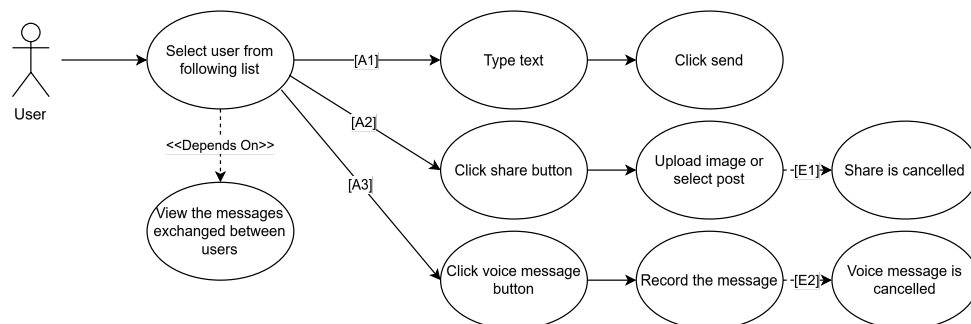 User
Select user from
following list
[A1]
Type text
Click send
[A2]
<<Depends On>>
Click share button
Upload image or
select post
[E1]
Share is cancelled
[A3]
View the messages
exchanged between
users
Click voice message
button
Record the message
[E2]
Voice message is
cancelled